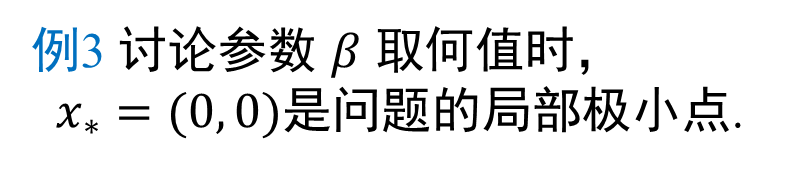 例3 讨论参数 𝛽 取何值时，
𝑥∗ = (0, 0)是问题的局部极小点.